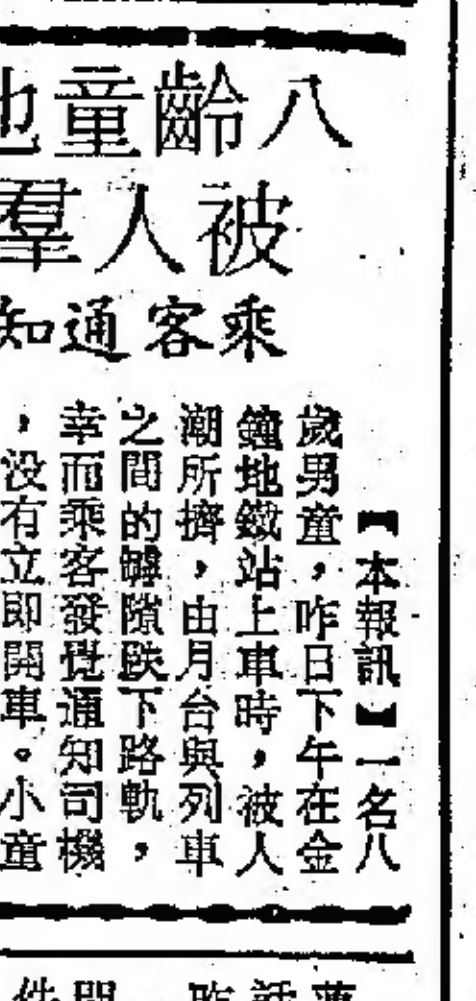 八齡童地
被人羣
乘客通知
【本報訊】一名八
歲男童，昨日下午在金
鐘地鐵站上車時，被人
潮所擠，由月台與列車
之間的罅隙跌下路軌，
幸而乘客發覺通知司機
，没有立即開車。小童